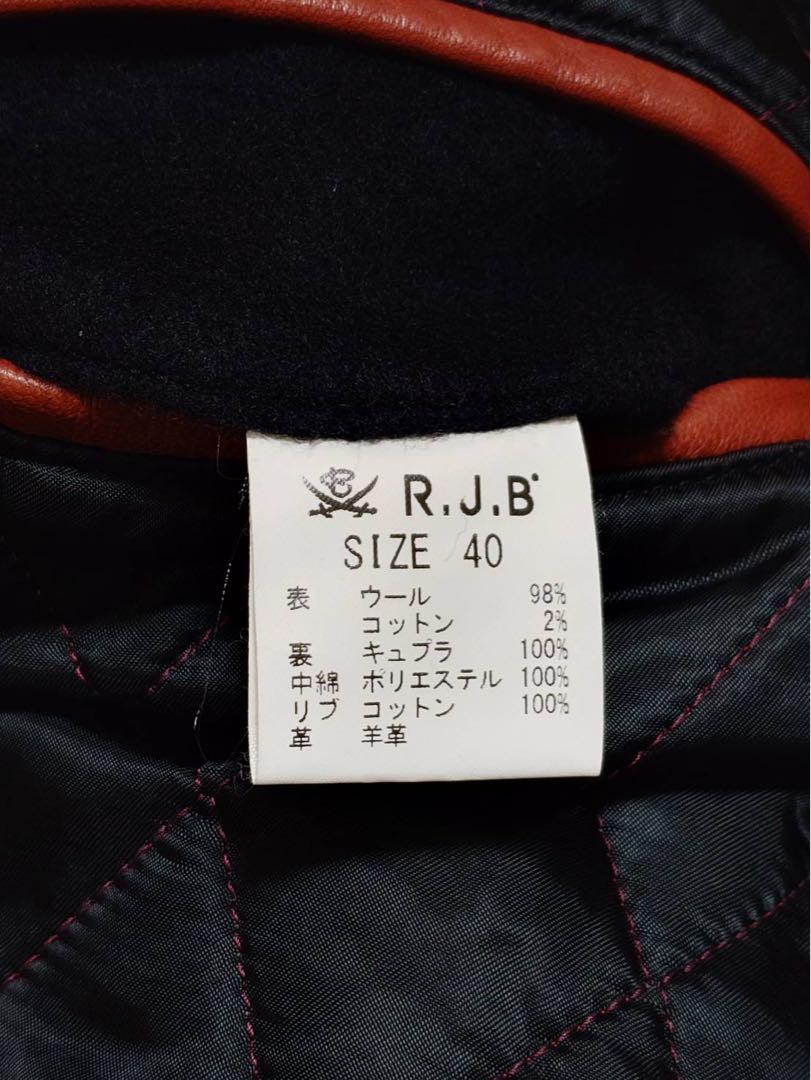 R.J.B
SIZE 40
表 ウール 98%
コットン 2%
裏 キュプラ 100%
中綿 ポリエステル 100%
リブ コットン 100%
革 羊革